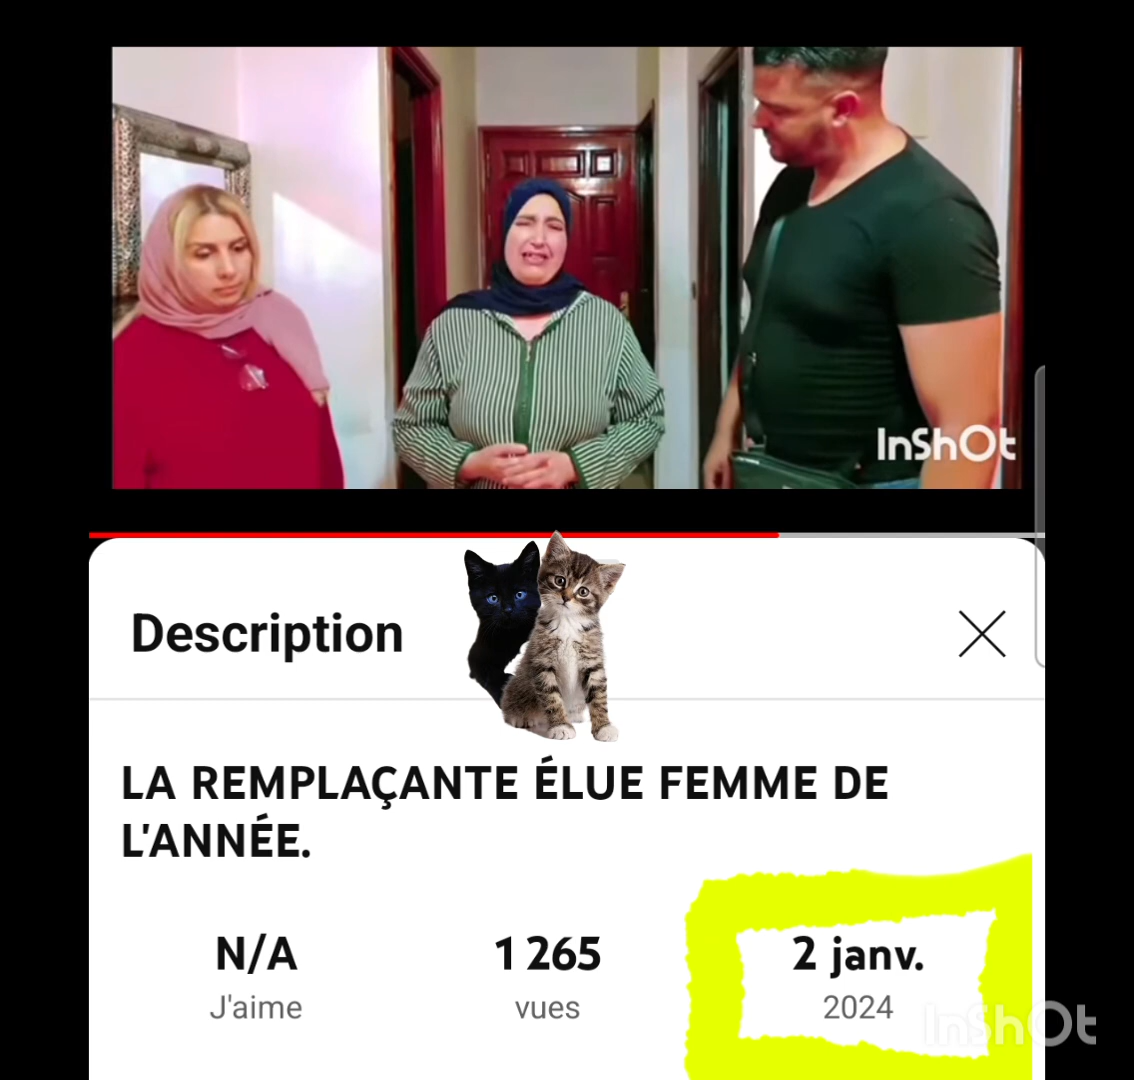 InShOt
Description
LA REMPLAÇANTE ÉLUE FEMME DE
L'ANNÉE.
N/A
1 265
2 janv.
J'aime
vues
2024
InShOt